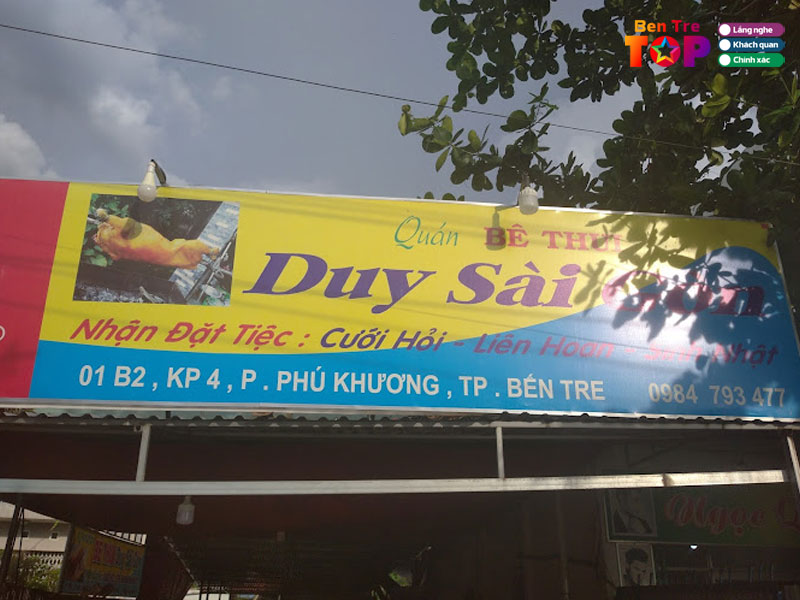 Ben Tre
TOP
Lắng nghe
Khách quan
Chính xác
Quán BÊ THUI
Duy Sài Gòn
Nhận Đặt Tiệc : Cưới Hỏi - Liên Hoan - Sinh Nhật
01 B2 , KP 4 , P . PHÚ KHƯƠNG , TP . BẾN TRE 0984 793 477
Ngọc